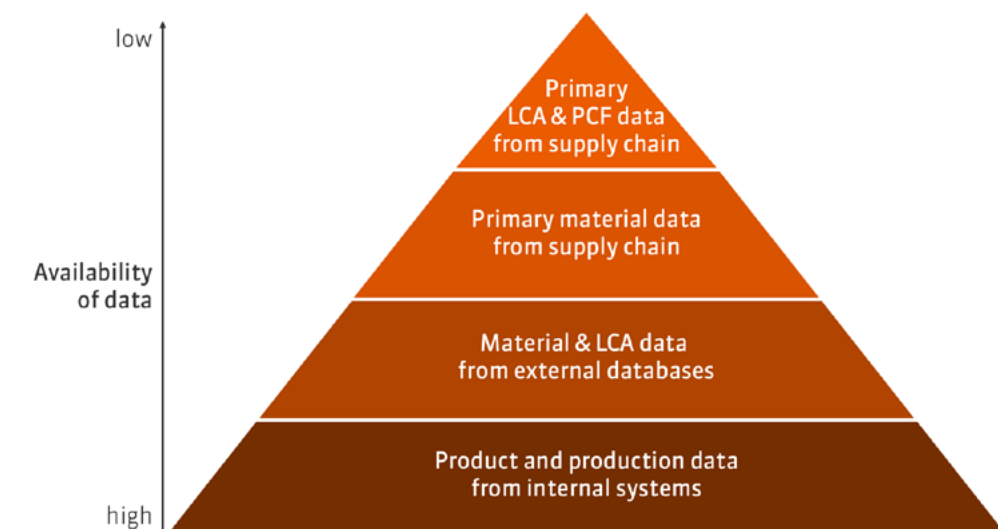 low
Primary
LCA & PCF data
from supply chain
Primary material data
from supply chain
Availability
of data
Material & LCA data
from external databases
Product and production data
from internal systems
high